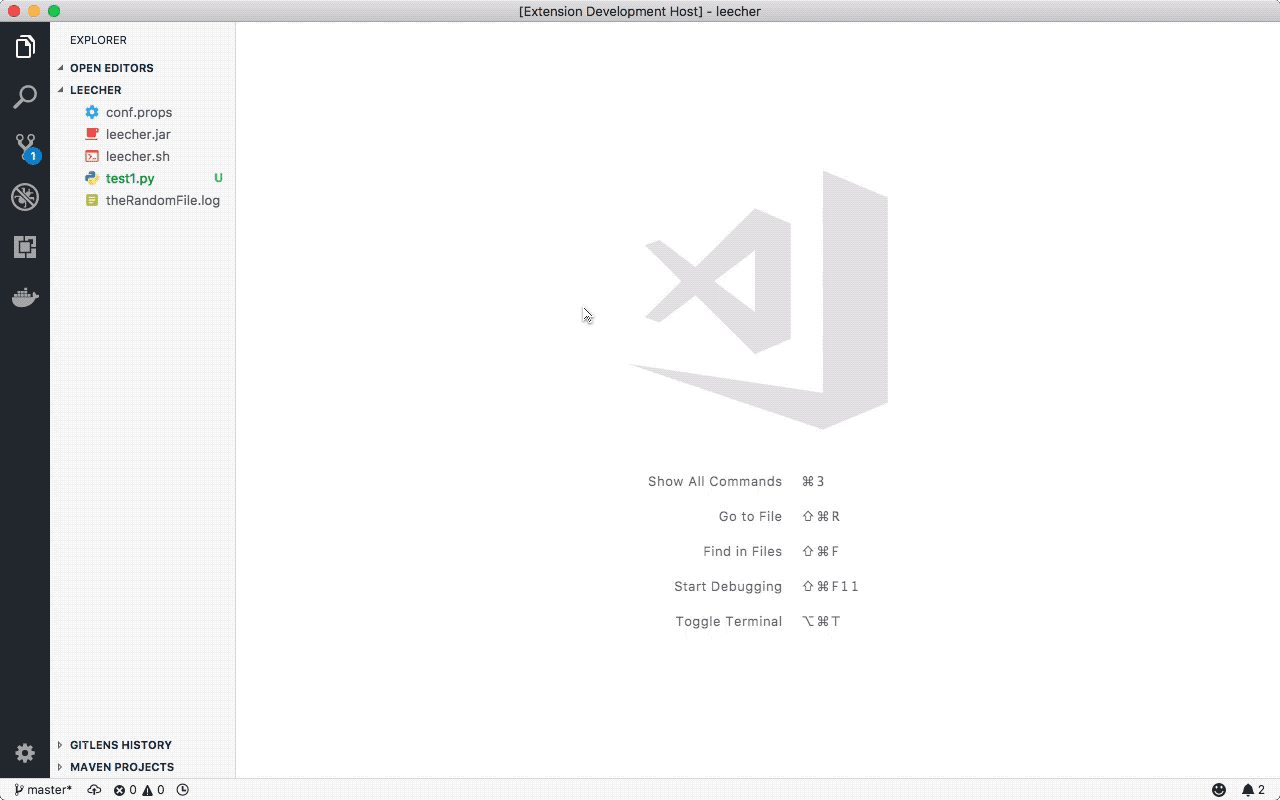 [Extension Development Host] - leecher
EXPLORER
OPEN EDITORS
LEECHER
conf.props
leecher.jar
leecher.sh
1
test1.py U
theRandomFile.log
Show All Commands ⌘3
Go to File ⇧⌘R
Find in Files ⇧⌘F
Start Debugging ⇧⌘F11
Toggle Terminal ⌥⌘T
GITLENS HISTORY
MAVEN PROJECTS
master* 0 0 2